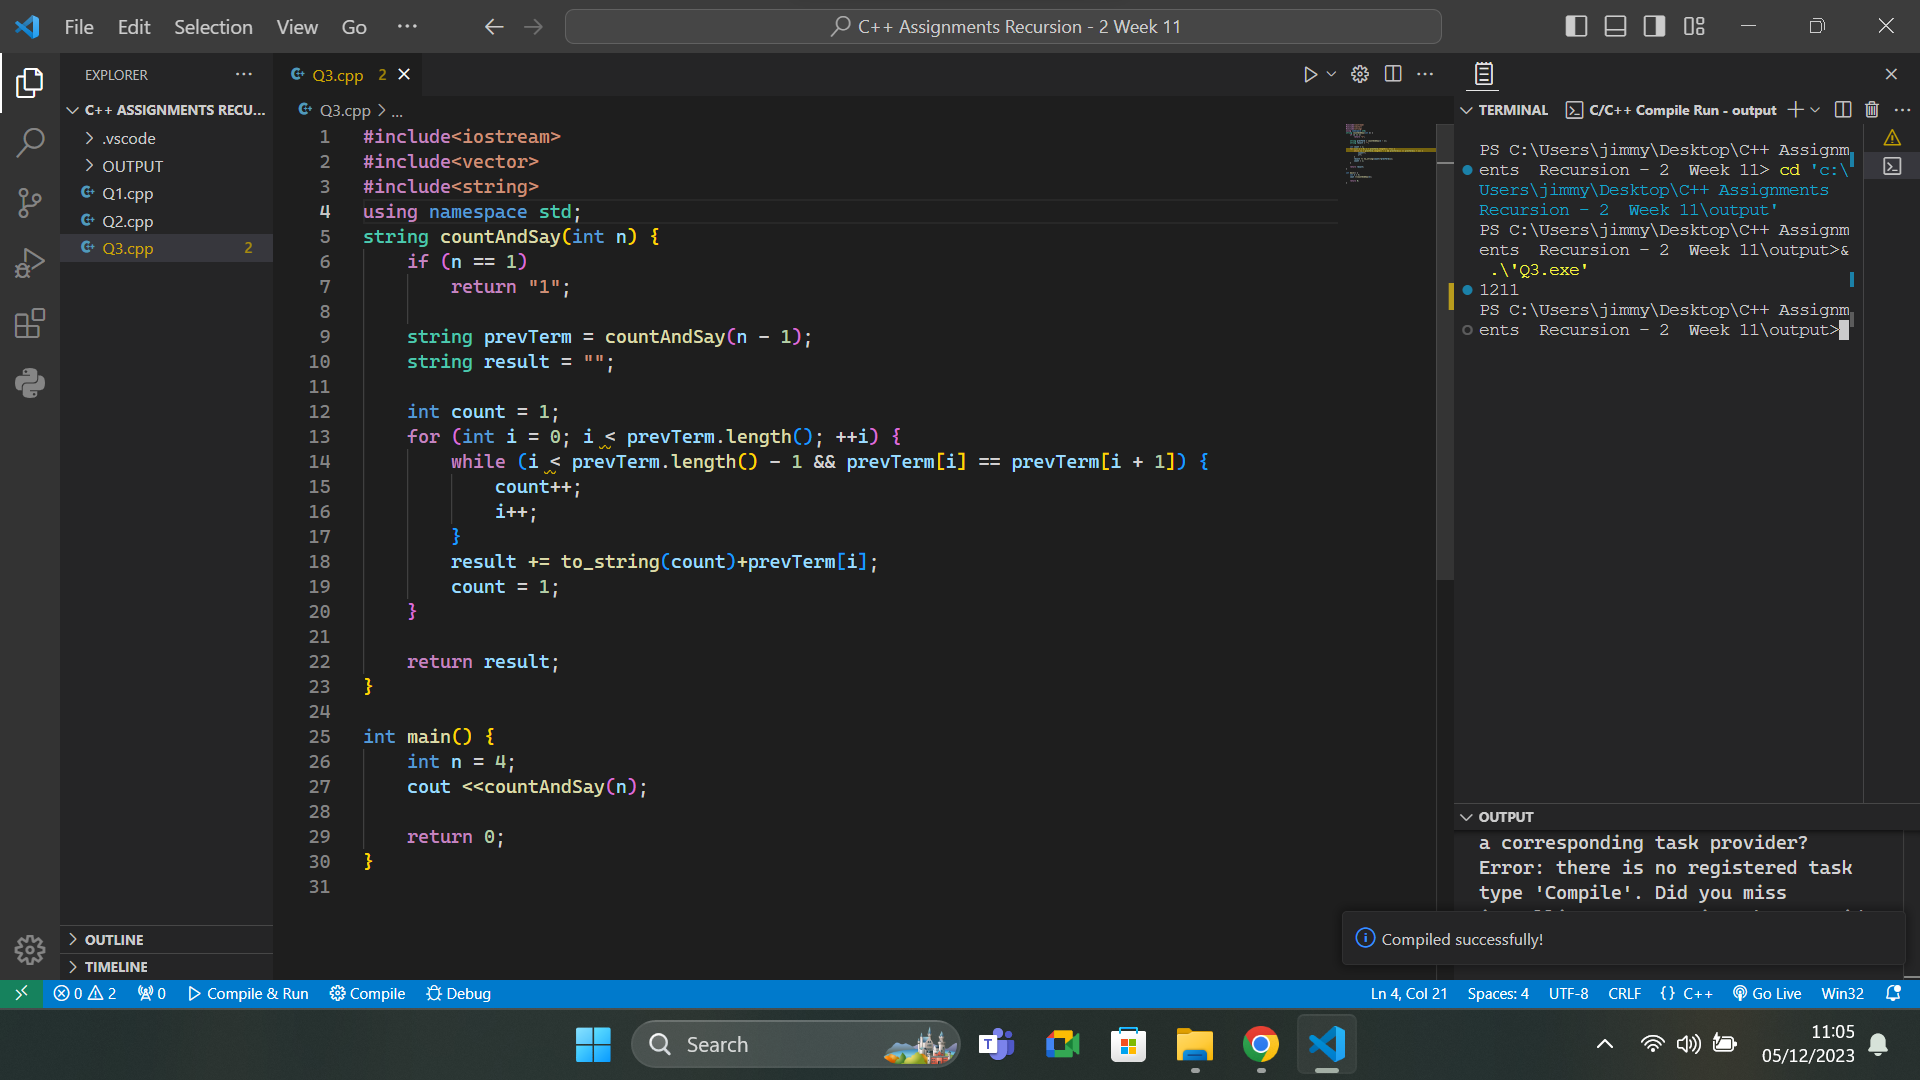 File Edit Selection View Go ···
C++ Assignments Recursion - 2 Week 11
EXPLORER
C++ ASSIGNMENTS RECU...
.vscode
OUTPUT
Q1.cpp
Q2.cpp
Q3.cpp 2
Q3.cpp 2
Q3.cpp > ...
1 #include<iostream>
2 #include<vector>
3 #include<string>
4 using namespace std;
5 string countAndSay(int n) {
6     if (n == 1)
7         return "1";
8
9     string prevTerm = countAndSay(n - 1);
10     string result = "";
11
12     int count = 1;
13     for (int i = 0; i < prevTerm.length(); ++i) {
14         while (i < prevTerm.length() - 1 && prevTerm[i] == prevTerm[i + 1]) {
15             count++;
16             i++;
17         }
18         result += to_string(count)+prevTerm[i];
19         count = 1;
20     }
21
22     return result;
23 }
24
25 int main() {
26     int n = 4;
27     cout <<countAndSay(n);
28
29     return 0;
30 }
31
TERMINAL C/C++ Compile Run - output
PS C:\Users\jimmy\Desktop\C++ Assignm
ents  Recursion - 2  Week 11> cd 'c:\
Users\jimmy\Desktop\C++ Assignments
Recursion - 2  Week 11\output'
PS C:\Users\jimmy\Desktop\C++ Assignm
ents  Recursion - 2  Week 11\output>&
.\'Q3.exe'
1211
PS C:\Users\jimmy\Desktop\C++ Assignm
ents  Recursion - 2  Week 11\output>
OUTPUT
a corresponding task provider?
Error: there is no registered task
type 'Compile'. Did you miss
Compiled successfully!
OUTLINE
TIMELINE
0 2 0 Compile & Run Compile Debug
Ln 4, Col 21 Spaces: 4 UTF-8 CRLF {} C++ Go Live Win32
Search
11:05
05/12/2023